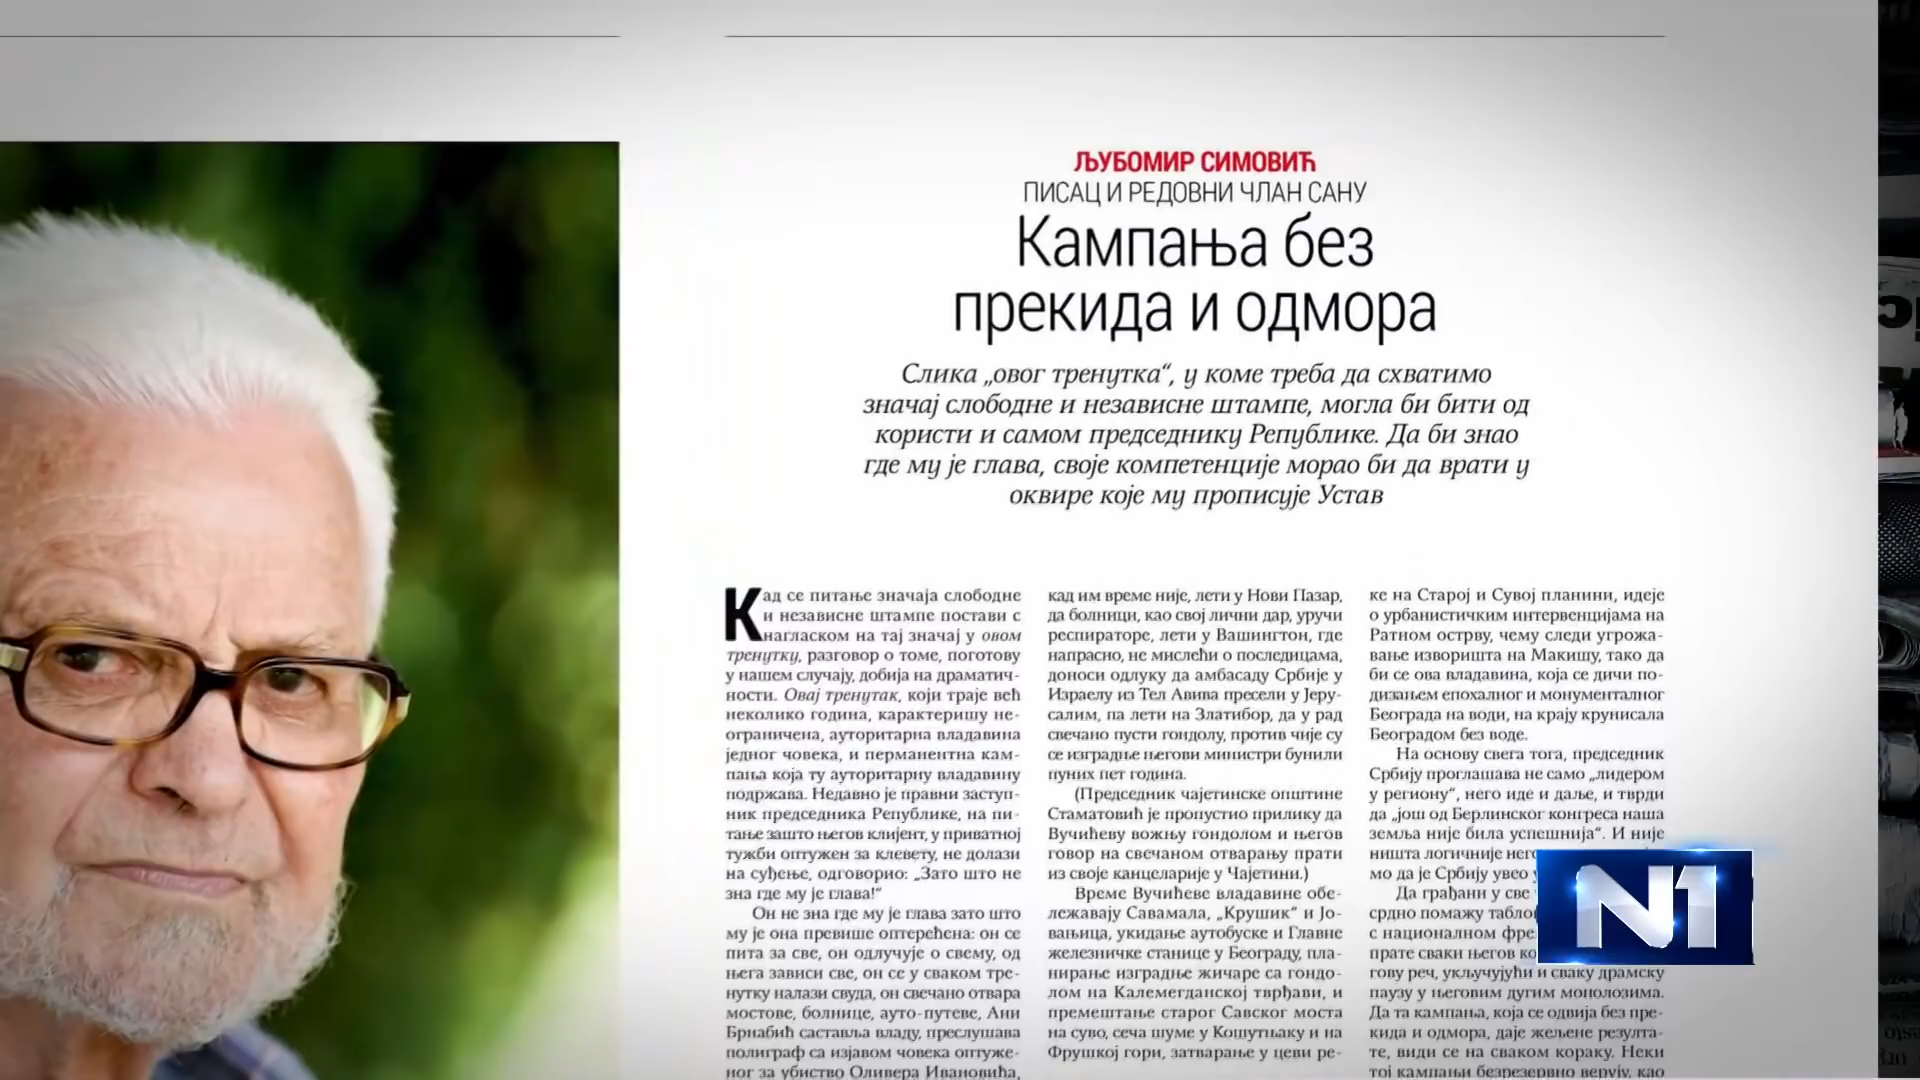 ЉУБОМИР СИМОВИЋ
ПИСАЦ И РЕДОВНИ ЧЛАН САНУ
Кампања без
прекида и одмора
Слика „овог тренутка“, у коме треба да схватимо
значај слободне и независне штампе, могла би бити од
користи и самом председнику Републике. Да би знао
где му је глава, своје компетенције морао би да врати у
оквире које му прописује Устав
Кад се питање значаја слободне
и независне штампе постави с
нагласком на тај значај у овом
тренутку, разговор о томе, поготову
у нашем случају, добија на драматич-
ности. Овај тренутак, који траје већ
неколико година, карактеришу не-
ограничена, ауторитарна владавина
једног човека, и перманентна кам-
пања која ту ауторитарну владавину
подржава. Недавно је правни заступ-
ник председника Републике, на пи-
тање зашто његов клијент, у приватној
тужби оптужен за клевету, не долази
на суђење, одговорио: „Зато што не
зна где му је глава!“
Он не зна где му је глава зато што
му је она превише оптерећена: он се
пита за све, он одлучује о свему, од
њега зависи све, он се у сваком тре-
нутку налази свуда, он свечано отвара
мостове, болнице, ауто-путеве, Ани
Брнабић саставља владу, преслушава
полиграф са изјавом човека оптуже-
ног за убиство Оливера Ивановића,
кад им време није, лети у Нови Пазар,
да болници, као свој лични дар, уручи
респираторе, лети у Вашингтон, где
напрасно, не мислећи о последицама,
доноси одлуку да амбасаду Србије у
Израелу из Тел Авива пресели у Јеру-
салим, па лети на Златибор, да у рад
свечано пусти гондолу, против чије су
се изградње његови министри бунили
пуних пет година.
(Председник чајетинске општине
Стаматовић је пропустио прилику да
Вучићеву вожњу гондолом и његов
говор на свечаном отварању прати
из своје канцеларије у Чајетини.)
Време Вучићеве владавине обе-
лежавају Савамала, „Крушик“ и Јо-
вањица, укидање аутобуске и Главне
железничке станице у Београду, пла-
нирање изградње жичаре са гондо-
лом на Калемегданској тврђави, и
премештање старог Савског моста
на суво, сеча шуме у Кошутњаку и на
Фрушкој гори, затварање у цеви ре-
ке на Старој и Сувој планини, идеје
о урбанистичким интервенцијама на
Ратном острву, чему следи угрожа-
вање изворишта на Макишу, тако да
би се ова владавина, која се дичи по-
дизањем епохалног и монументалног
Београда на води, на крају крунисала
Београдом без воде.
На основу свега тога, председник
Србију проглашава не само „лидером
у региону“, него иде и даље, и тврди
да „још од Берлинског конгреса наша
земља није била успешнија“. И није
ништа логичније
мо да је Србију увео
Да грађани у све
срдно помажу
с националном
прате сваки његов
гову реч, укључујући и сваку драмску
паузу у његовим дугим монолозима.
Да та кампања, која се одвија без пре-
кида и одмора, даје жељене резулта-
те, види се на сваком кораку. Неки
тој кампањи безрезервно верују, као
N1